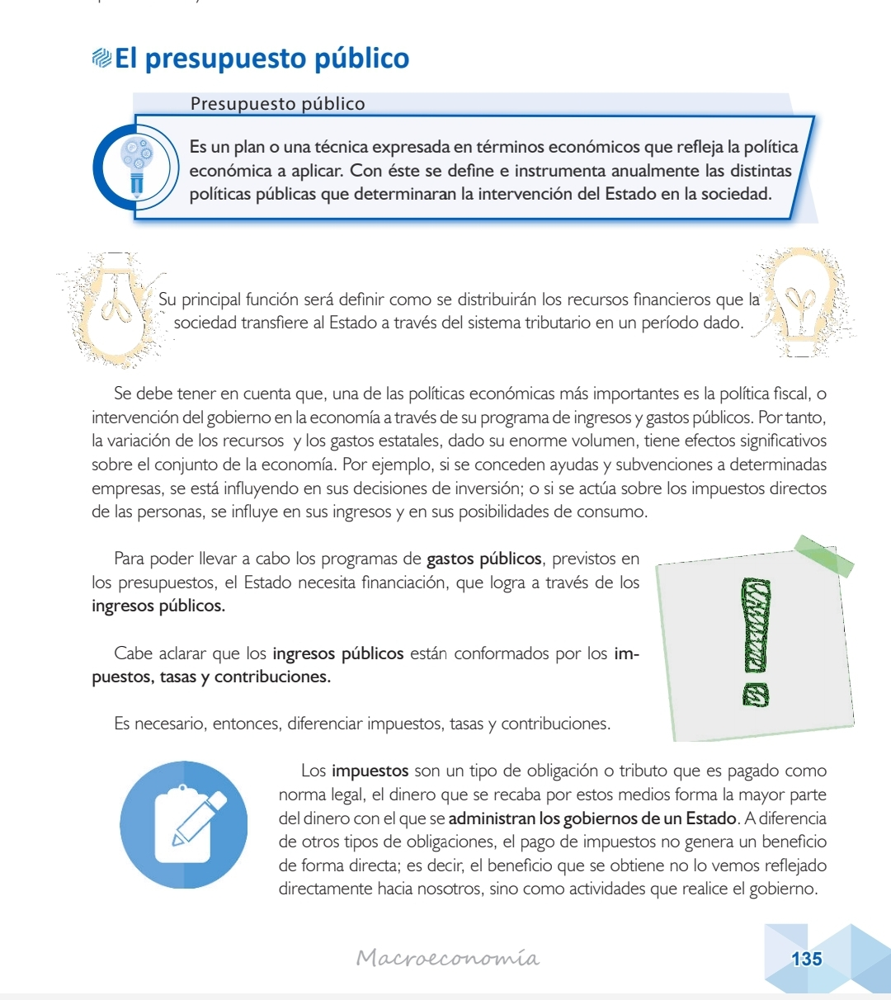 El presupuesto público
Presupuesto público
Es un plan o una técnica expresada en términos económicos que refleja la política
económica a aplicar. Con éste se define e instrumenta anualmente las distintas
políticas públicas que determinaran la intervención del Estado en la sociedad.
Su principal función será definir como se distribuirán los recursos financieros que la
sociedad transfiere al Estado a través del sistema tributario en un período dado.
Se debe tener en cuenta que, una de las políticas económicas más importantes es la política fiscal, o
intervención del gobierno en la economía a través de su programa de ingresos y gastos públicos. Por tanto,
la variación de los recursos y los gastos estatales, dado su enorme volumen, tiene efectos significativos
sobre el conjunto de la economía. Por ejemplo, si se conceden ayudas y subvenciones a determinadas
empresas, se está influyendo en sus decisiones de inversión; o si se actúa sobre los impuestos directos
de las personas, se influye en sus ingresos y en sus posibilidades de consumo.
Para poder llevar a cabo los programas de gastos públicos, previstos en
los presupuestos, el Estado necesita financiación, que logra a través de los
ingresos públicos.
Cabe aclarar que los ingresos públicos están conformados por los im-
puestos, tasas y contribuciones.
Es necesario, entonces, diferenciar impuestos, tasas y contribuciones.
!
Los impuestos son un tipo de obligación o tributo que es pagado como
norma legal, el dinero que se recaba por estos medios forma la mayor parte
del dinero con el que se administran los gobiernos de un Estado. A diferencia
de otros tipos de obligaciones, el pago de impuestos no genera un beneficio
de forma directa; es decir, el beneficio que se obtiene no lo vemos reflejado
directamente hacia nosotros, sino como actividades que realice el gobierno.
Macroeconomía
135